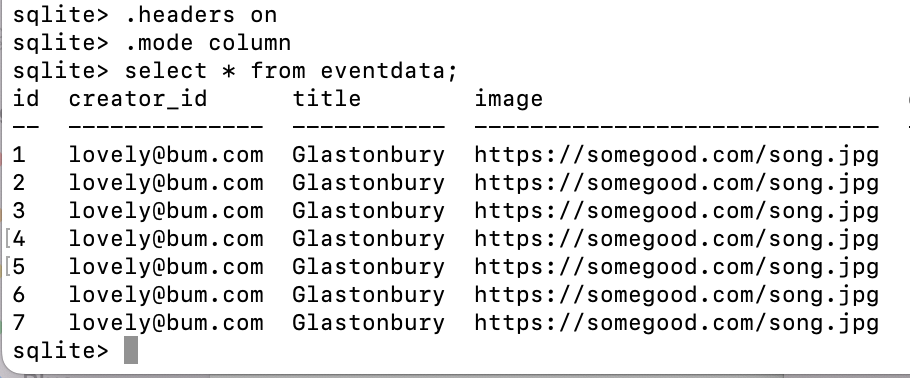 sqlite> .headers on
sqlite> .mode column
sqlite> select * from eventdata;
id  creator_id      title        image
--  --------------  -----------  -----------------------------
1   lovely@bum.com  Glastonbury  https://somegood.com/song.jpg
2   lovely@bum.com  Glastonbury  https://somegood.com/song.jpg
3   lovely@bum.com  Glastonbury  https://somegood.com/song.jpg
[4   lovely@bum.com  Glastonbury  https://somegood.com/song.jpg
[5   lovely@bum.com  Glastonbury  https://somegood.com/song.jpg
6   lovely@bum.com  Glastonbury  https://somegood.com/song.jpg
7   lovely@bum.com  Glastonbury  https://somegood.com/song.jpg
sqlite>